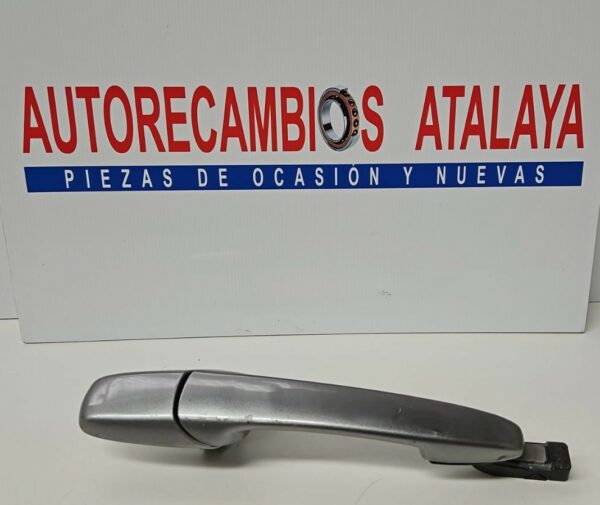 AUTORECAMBIOS ATALAYA
PIEZAS DE OCASIÓN Y NUEVAS